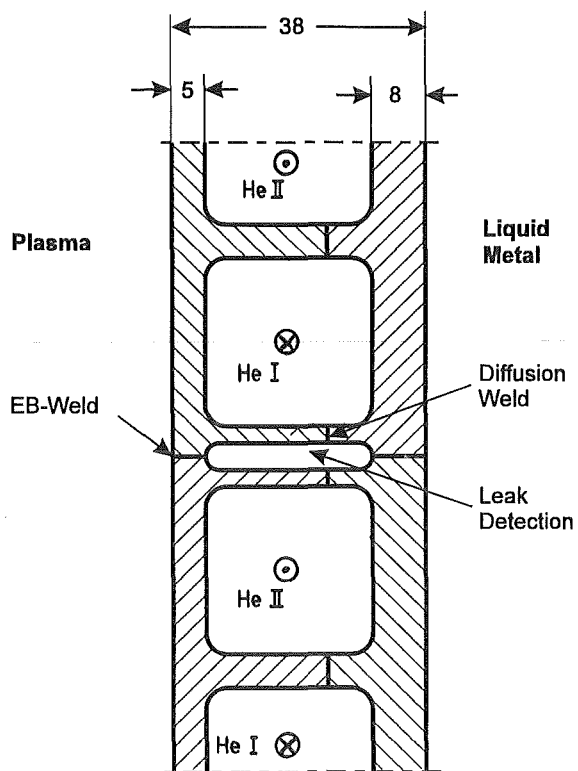 38
5
8
He II
Plasma
Liquid
Metal
He I
Diffusion
Weld
EB-Weld
Leak
Detection
He II
He I